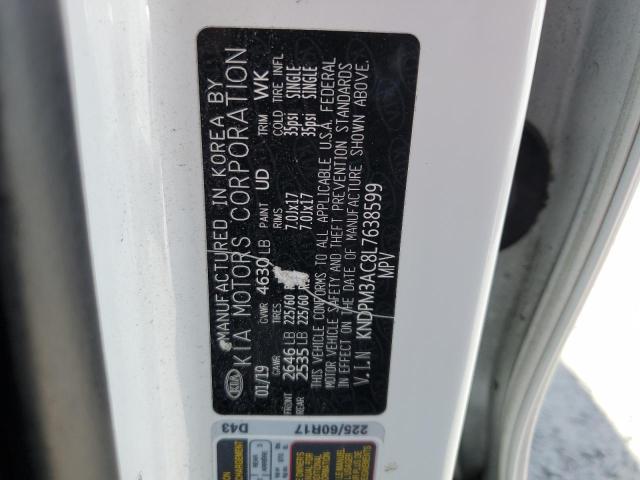 KIA
MANUFACTURED IN KOREA BY
KIA MOTORS CORPORATION
01/19 GVWR 4630 LB PAINT UD TRIM WK
GAWR TIRES RIMS COLD TIRE INFL
FRONT 2646 LB 225/60 7.0JX17 35psi SINGLE
REAR 2535 LB 225/60 7.0JX17 35psi SINGLE
THIS VEHICLE CONFORMS TO ALL APPLICABLE U.S.A. FEDERAL
MOTOR VEHICLE SAFETY AND THEFT PREVENTION STANDARDS
IN EFFECT ON THE DATE OF MANUFACTURE SHOWN ABOVE.
V.I.N KNDPM3AC8L7638599
MPV
D43 225/60R17